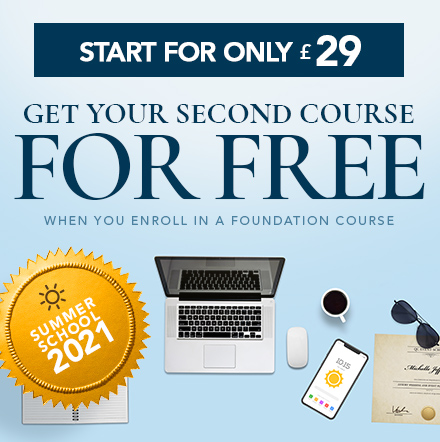 START FOR ONLY £29
GET YOUR SECOND COURSE
FOR FREE
WHEN YOU ENROLL IN A FOUNDATION COURSE
SUMMER
SCHOOL
2021
10:15